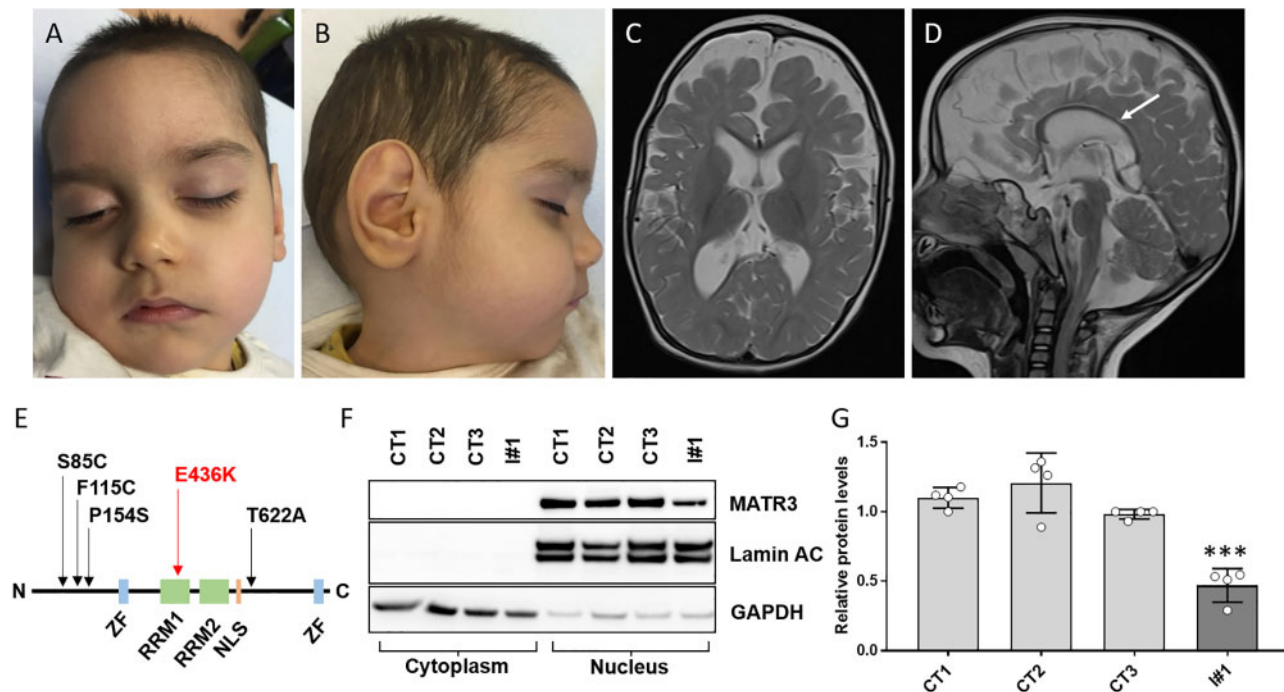 A
B
C
D
E
S85C
F115C
P154S
E436K
T622A
N
C
ZF
RRM1
RRM2
NLS
ZF
F
CT1 CT2 CT3 I#1 CT1 CT2 CT3 I#1
MATR3
Lamin AC
GAPDH
Cytoplasm Nucleus
G
Relative protein levels
1.5
1.0
0.5
0.0
***
CT1 CT2 CT3 I#1